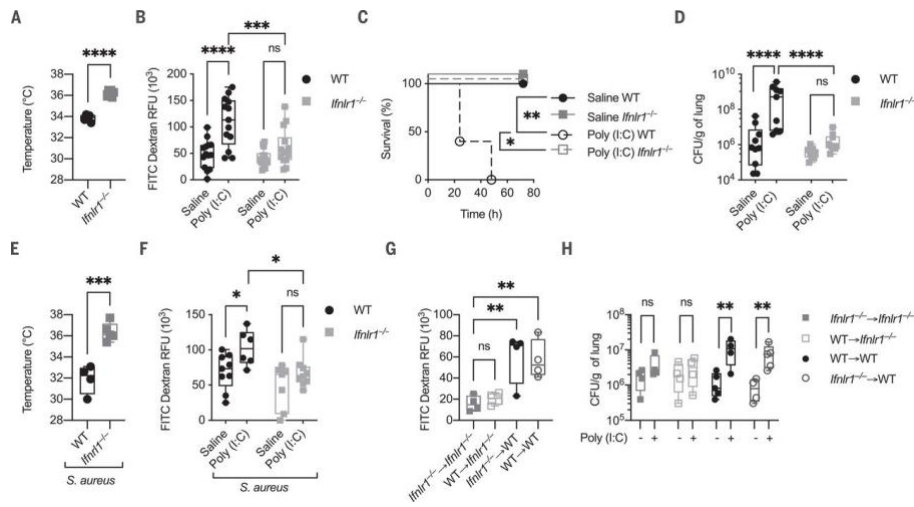 A
****
Temperature (°C)
38
36
34
32
30
28
WT
Ifnlr1–/–
B
***
****
ns
FITC Dextran RFU (10³)
200
150
100
50
0
Saline
Poly (I:C)
Saline
Poly (I:C)
WT
Ifnlr1–/–
C
Survival (%)
100
50
0
0
20
40
60
80
Time (h)
Saline WT
Saline Ifnlr1–/–
Poly (I:C) WT
Poly (I:C) Ifnlr1–/–
**
*
D
****
****
ns
CFU/g of lung
10¹⁰
10⁸
10⁶
10⁴
Saline
Poly (I:C)
Saline
Poly (I:C)
WT
Ifnlr1–/–
E
***
Temperature (°C)
38
36
34
32
30
28
WT
Ifnlr1–/–
S. aureus
F
*
*
ns
FITC Dextran RFU (10³)
150
100
50
0
Saline
Poly (I:C)
Saline
Poly (I:C)
S. aureus
WT
Ifnlr1–/–
G
**
**
ns
FITC Dextran RFU (10³)
100
80
60
40
20
0
Ifnlr1–/–→Ifnlr1–/–
WT→Ifnlr1–/–
Ifnlr1–/–→WT
WT→WT
H
ns
ns
**
**
CFU/g of lung
10⁸
10⁷
10⁶
10⁵
Poly (I:C) - + - + - + - +
Ifnlr1–/–→Ifnlr1–/–
WT→Ifnlr1–/–
WT→WT
Ifnlr1–/–→WT